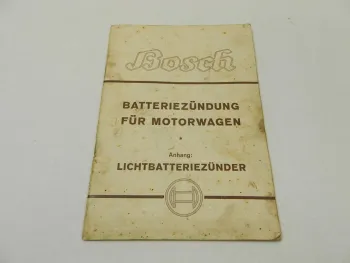 Bosch
BATTERIEZÜNDUNG
FÜR MOTORWAGEN
Anhang:
LICHTBATTERIEZÜNDER